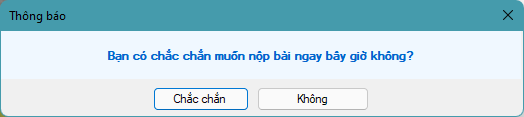 Thông báo
Bạn có chắc chắn muốn nộp bài ngay bây giờ không?
Chắc chắn
Không